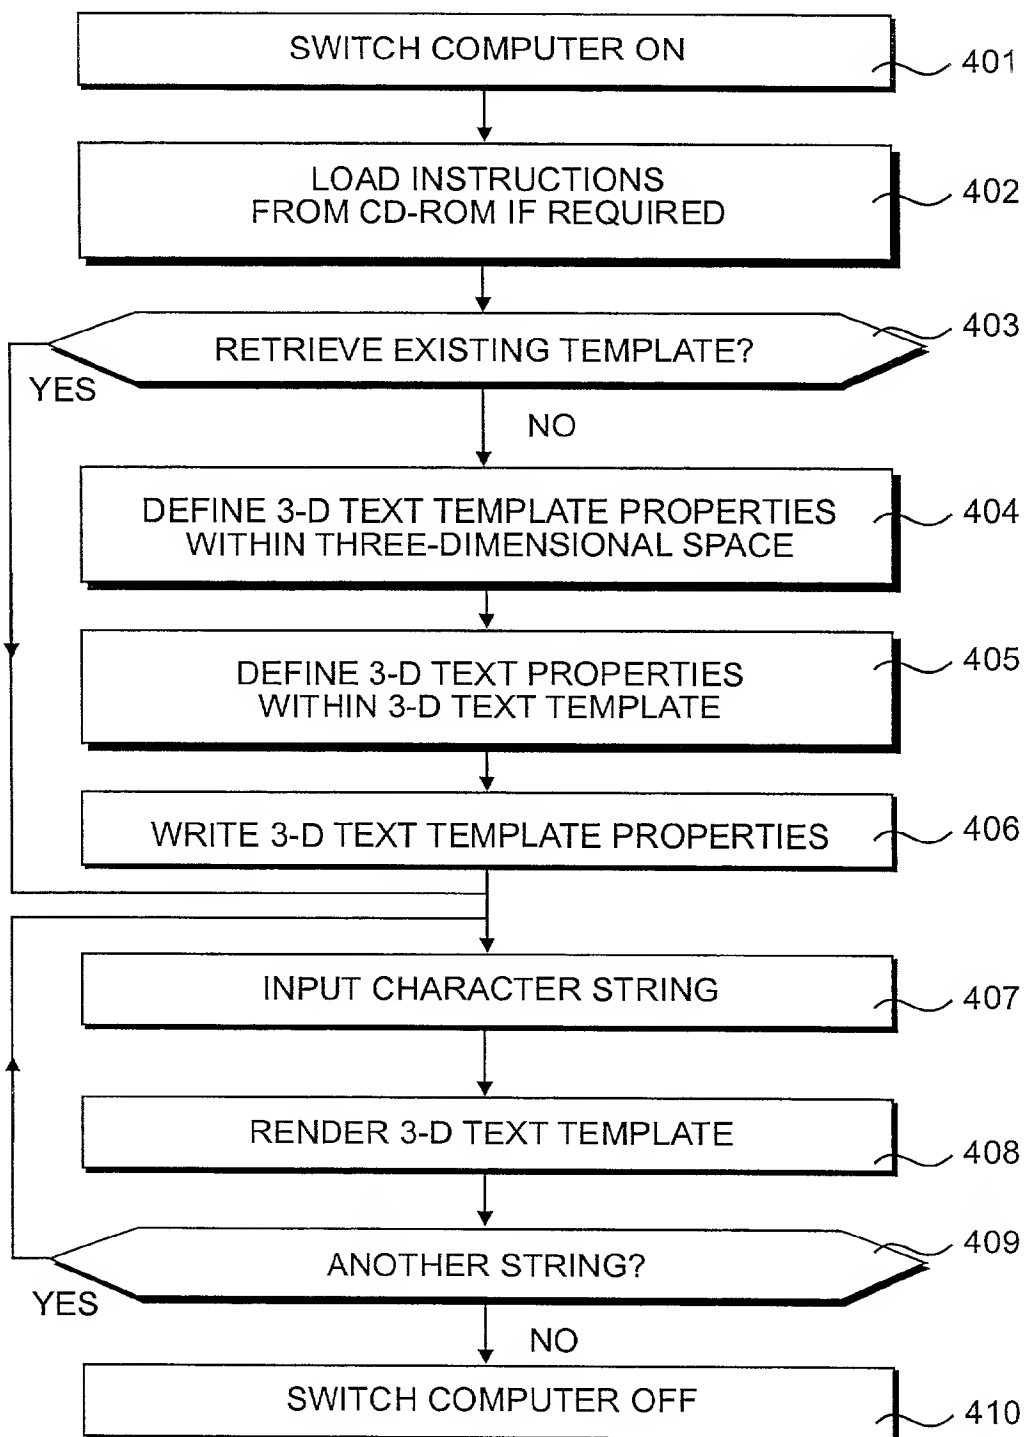 SWITCH COMPUTER ON
401
LOAD INSTRUCTIONS
FROM CD-ROM IF REQUIRED
402
403
RETRIEVE EXISTING TEMPLATE?
YES
NO
DEFINE 3-D TEXT TEMPLATE PROPERTIES
WITHIN THREE-DIMENSIONAL SPACE
404
DEFINE 3-D TEXT PROPERTIES
WITHIN 3-D TEXT TEMPLATE
405
WRITE 3-D TEXT TEMPLATE PROPERTIES
406
INPUT CHARACTER STRING
407
RENDER 3-D TEXT TEMPLATE
408
409
ANOTHER STRING?
YES
NO
SWITCH COMPUTER OFF
410